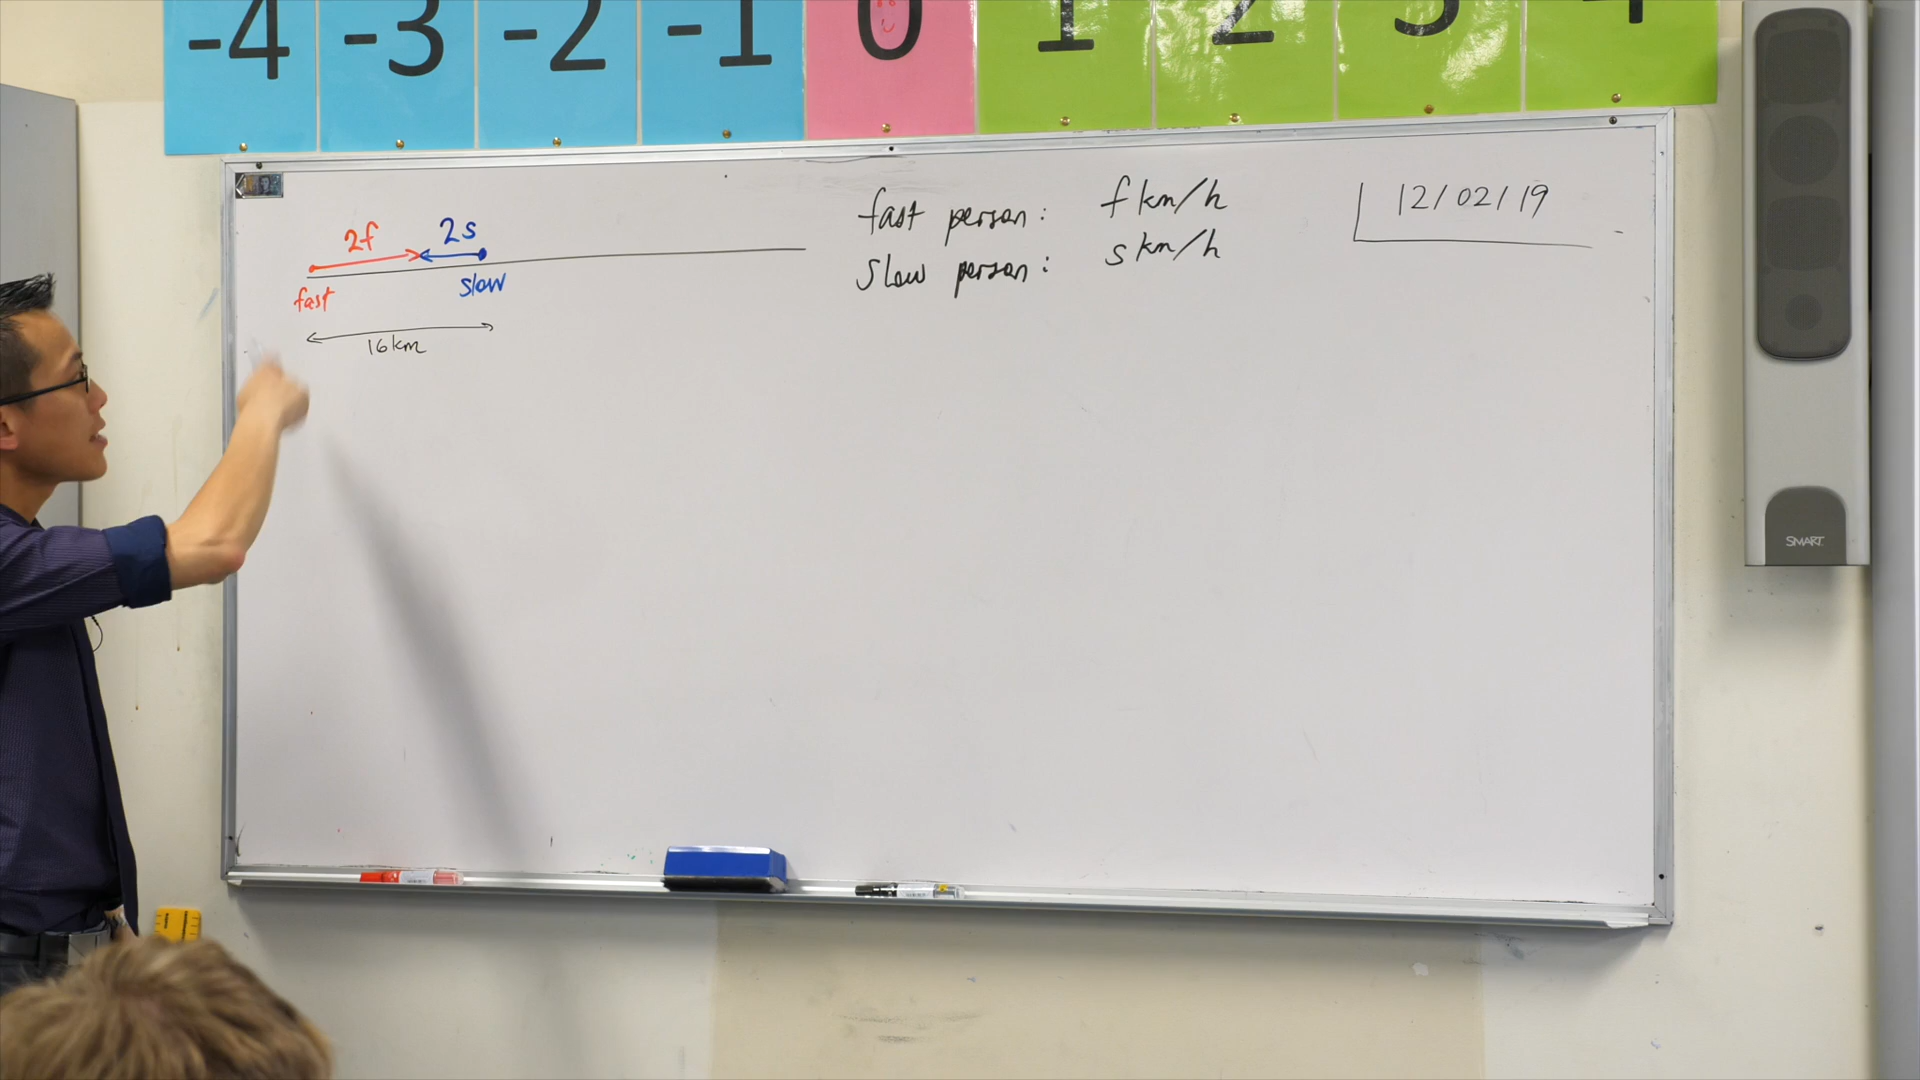 -4 -3 -2 -1 0 1 2 3 4
fast person: f km/h
slow person: s km/h
12/02/19
2f 2s
fast slow
16km
SMART